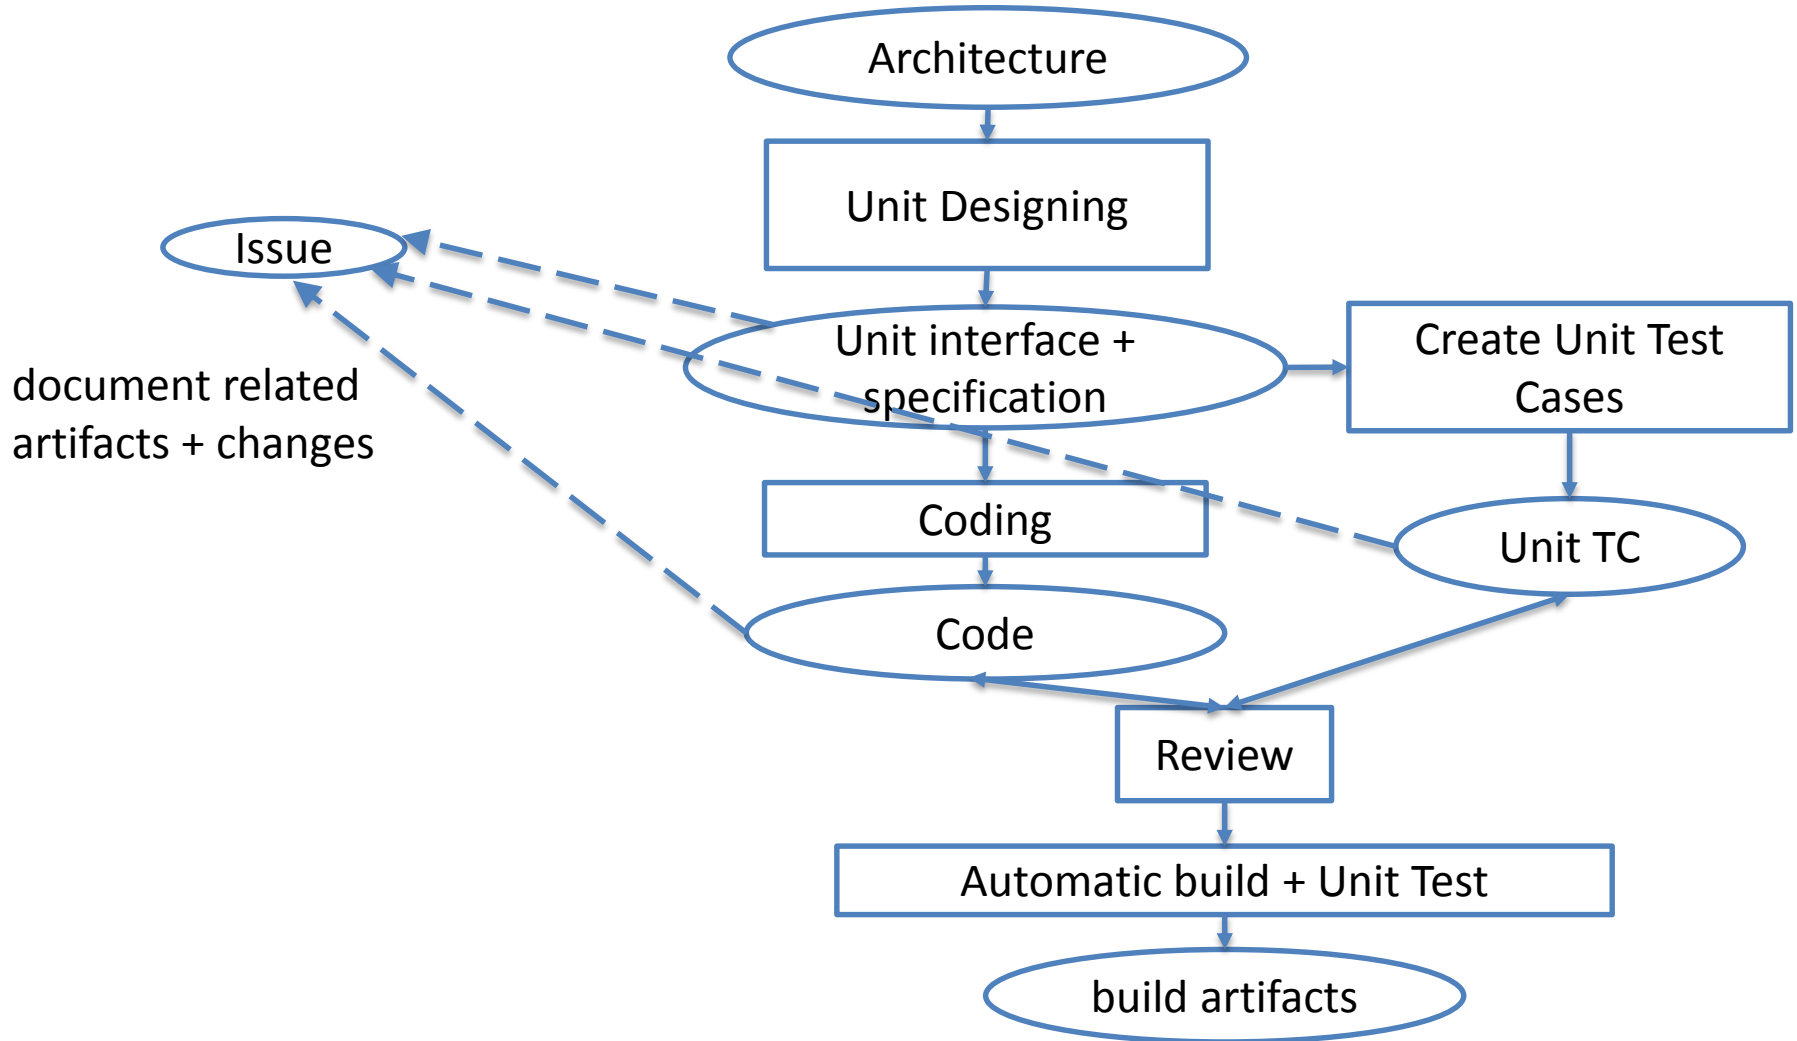 Architecture
Unit Designing
Issue
Unit interface +
specification
Create Unit Test
Cases
document related
artifacts + changes
Coding
Unit TC
Code
Review
Automatic build + Unit Test
build artifacts